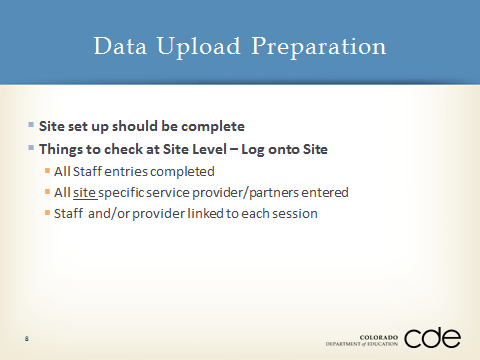 Data Upload Preparation
Site set up should be complete
Things to check at Site Level – Log onto Site
All Staff entries completed
All site specific service provider/partners entered
Staff and/or provider linked to each session
8
COLORADO
DEPARTMENT of EDUCATION
cde